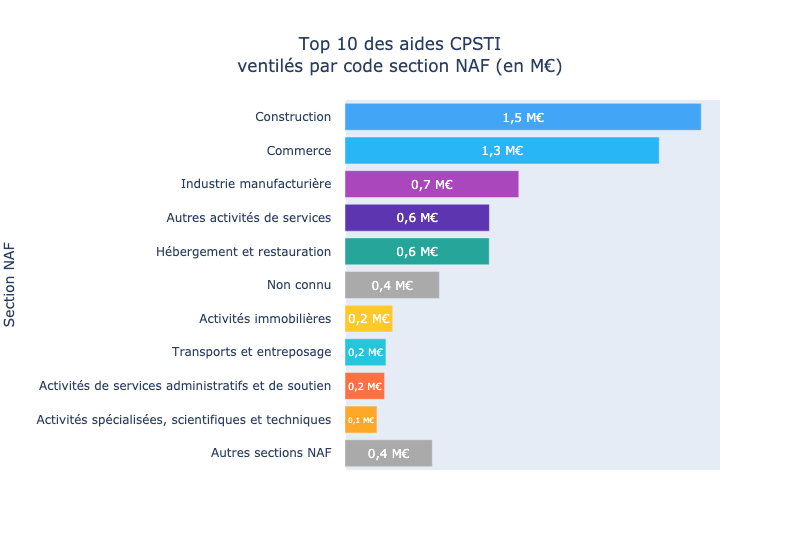 Top 10 des aides CPSTI
ventilés par code section NAF (en M€)
Section NAF
Construction 1,5 M€
Commerce 1,3 M€
Industrie manufacturière 0,7 M€
Autres activités de services 0,6 M€
Hébergement et restauration 0,6 M€
Non connu 0,4 M€
Activités immobilières 0,2 M€
Transports et entreposage 0,2 M€
Activités de services administratifs et de soutien 0,2 M€
Activités spécialisées, scientifiques et techniques 0,1 M€
Autres sections NAF 0,4 M€